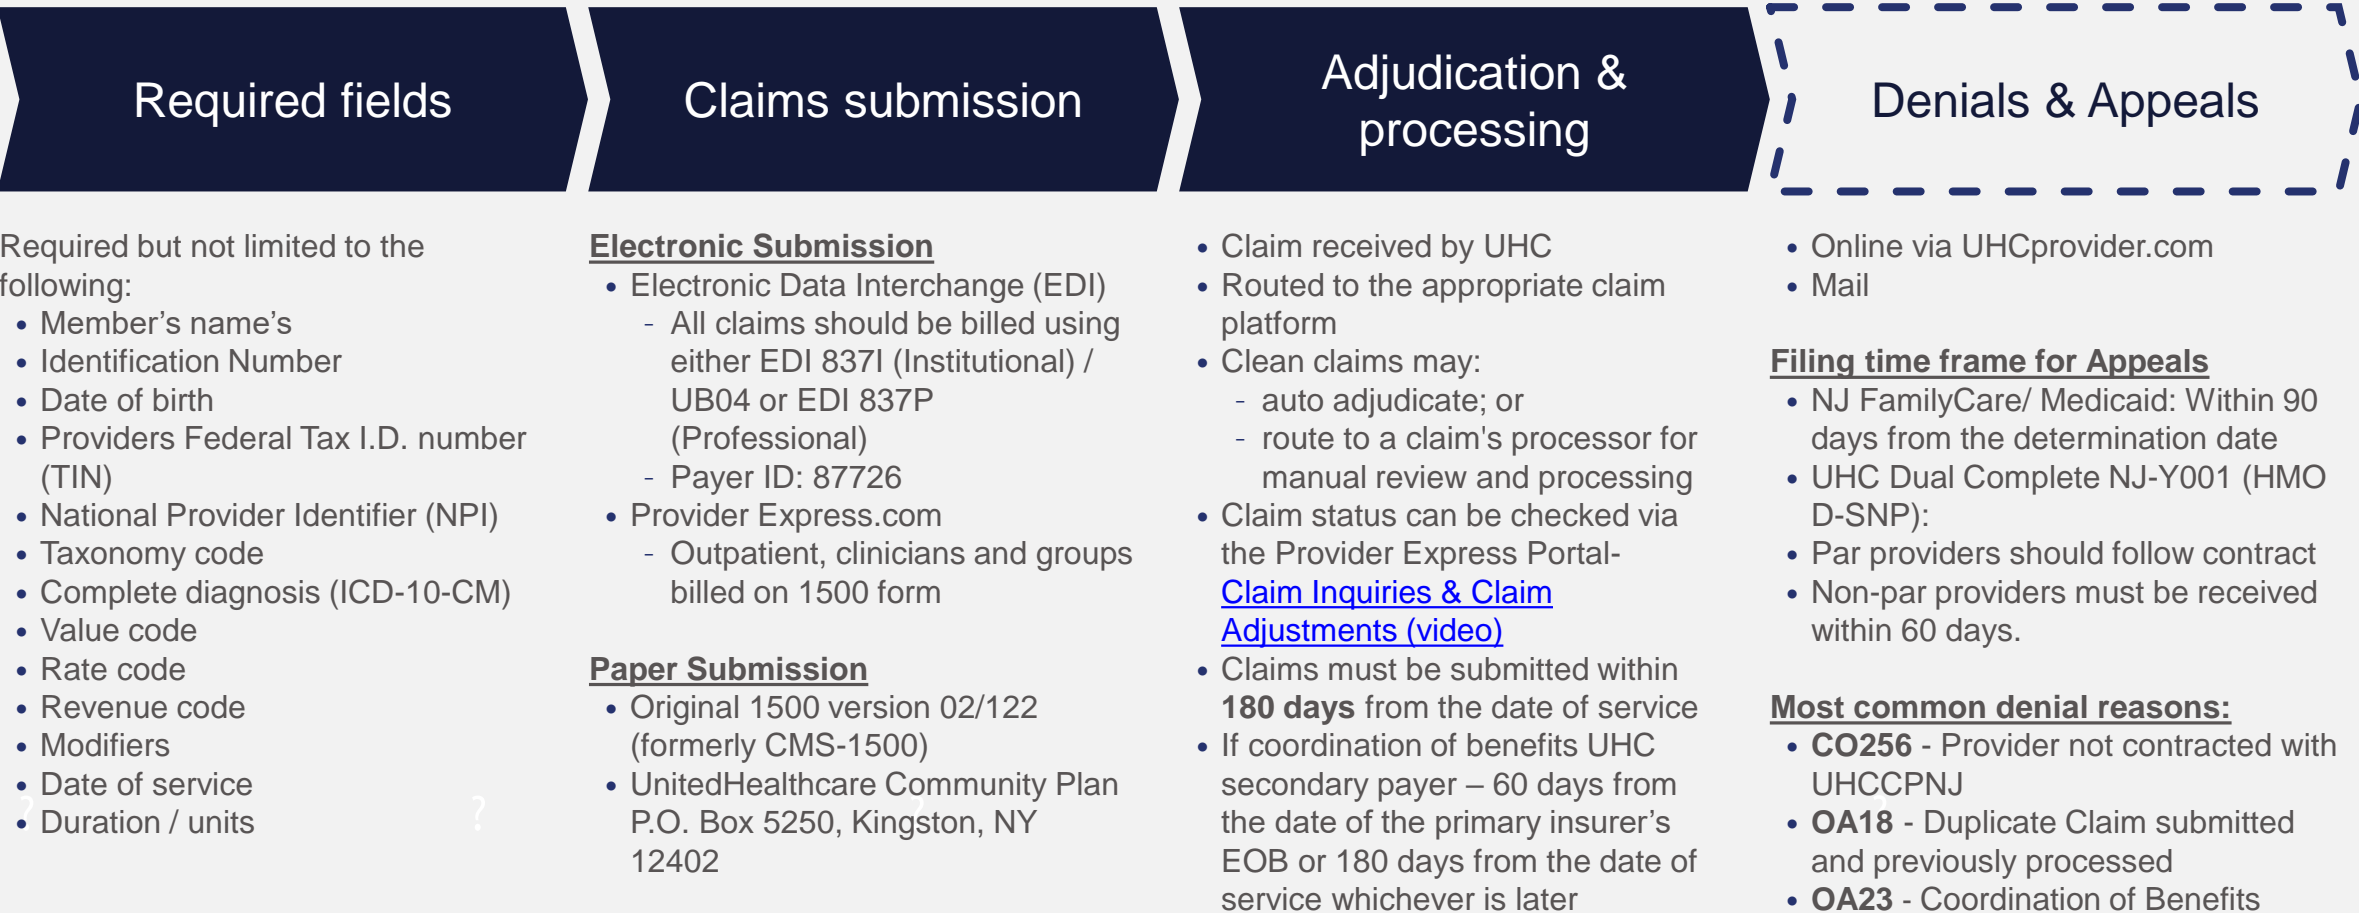 Required fields
Claims submission
Adjudication &
processing
Denials & Appeals
Required but not limited to the
following:
• Member’s name’s
• Identification Number
• Date of birth
• Providers Federal Tax I.D. number
(TIN)
• National Provider Identifier (NPI)
• Taxonomy code
• Complete diagnosis (ICD-10-CM)
• Value code
• Rate code
• Revenue code
• Modifiers
• Date of service
• Duration / units
?
?
Electronic Submission
• Electronic Data Interchange (EDI)
- All claims should be billed using
either EDI 837I (Institutional) /
UB04 or EDI 837P
(Professional)
- Payer ID: 87726
• Provider Express.com
- Outpatient, clinicians and groups
billed on 1500 form
Paper Submission
• Original 1500 version 02/122
(formerly CMS-1500)
• UnitedHealthcare Community Plan
P.O. Box 5250, Kingston, NY
12402
?
• Claim received by UHC
• Routed to the appropriate claim
platform
• Clean claims may:
- auto adjudicate; or
- route to a claim's processor for
manual review and processing
• Claim status can be checked via
the Provider Express Portal-
Claim Inquiries & Claim
Adjustments (video)
• Claims must be submitted within
180 days from the date of service
• If coordination of benefits UHC
secondary payer – 60 days from
the date of the primary insurer’s
EOB or 180 days from the date of
service whichever is later
• Online via UHCprovider.com
• Mail
Filing time frame for Appeals
• NJ FamilyCare/ Medicaid: Within 90
days from the determination date
• UHC Dual Complete NJ-Y001 (HMO
D-SNP):
• Par providers should follow contract
• Non-par providers must be received
within 60 days.
Most common denial reasons:
• CO256 - Provider not contracted with
UHCCPNJ
• OA18 - Duplicate Claim submitted
and previously processed
• OA23 - Coordination of Benefits
?